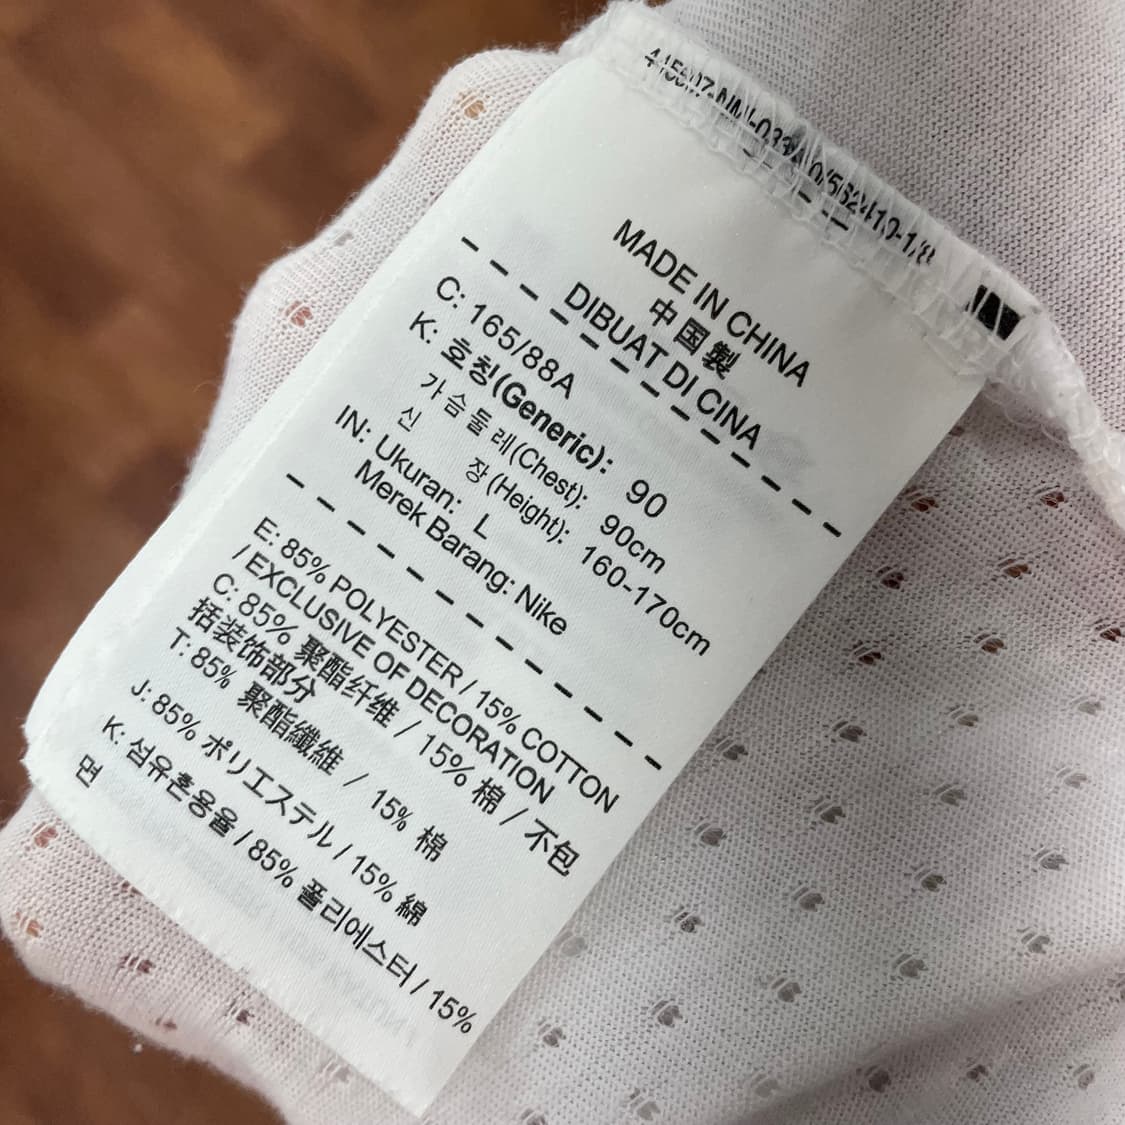 MADE IN CHINA
中国製
DIBUAT DI CINA
C: 165/88A
K: 호칭(Generic): 90
가슴둘레(Chest): 90cm
신 장(Height): 160-170cm
IN: Ukuran: L
Merek Barang: Nike
E: 85% POLYESTER / 15% COTTON
/ EXCLUSIVE OF DECORATION
C: 85% 聚酯纤维 / 15% 棉 / 不包
括装饰部分
T: 85% 聚酯纖維 / 15% 棉
J: 85% ポリエステル / 15% 綿
K: 섬유혼용율 / 85% 폴리에스터 / 15%
면